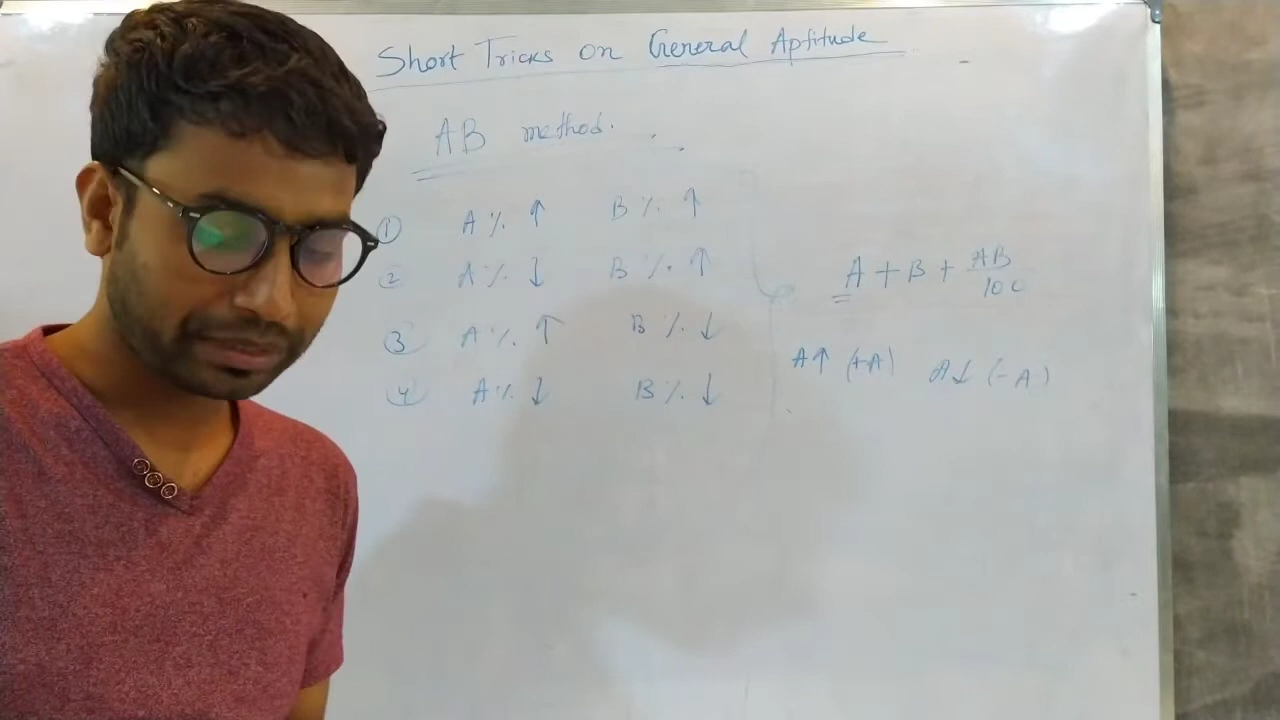 Short Tricks on General Aptitude
AB method.
① A % ↑ B % ↑
② A % ↓ B % ↑
③ A % ↑ B % ↓
④ A % ↓ B % ↓
A + B + AB/100
A↑ (+A) A↓ (-A)